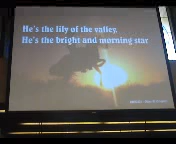 He's the lily of the valley.
He's the bright and morning star